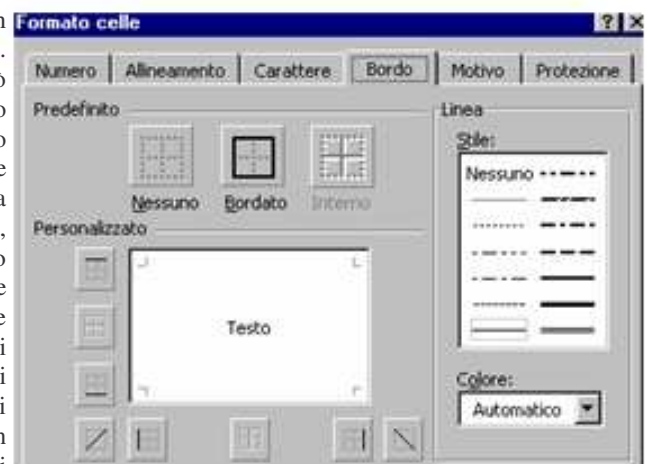 Formato celle
Numero Allineamento Carattere Bordo Motivo Protezione
Predefinito
Nessuno Bordato Interno
Personalizzato
Testo
Linea
Stile:
Nessuno
Colore:
Automatico